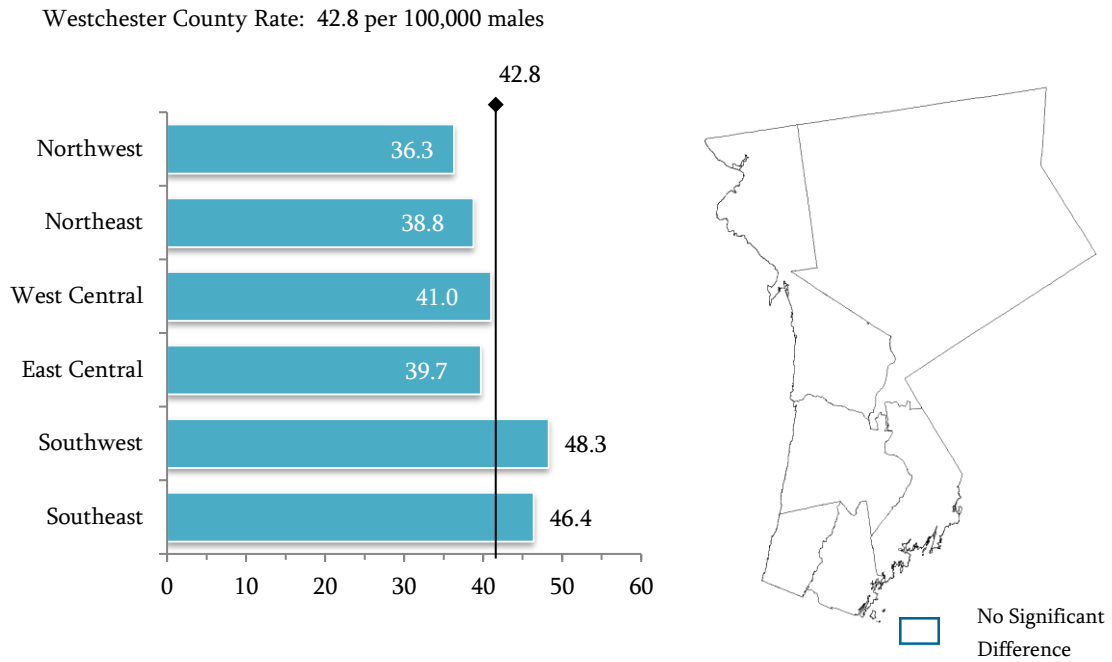 Westchester County Rate: 42.8 per 100,000 males
42.8
Northwest 36.3
Northeast 38.8
West Central 41.0
East Central 39.7
Southwest 48.3
Southeast 46.4
0 10 20 30 40 50 60
No Significant
Difference